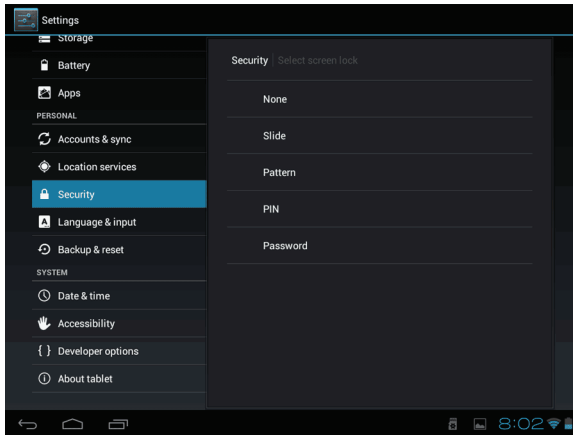 Settings
Storage
Battery
Apps
PERSONAL
Accounts & sync
Location services
Security
A Language & input
Backup & reset
SYSTEM
Date & time
Accessibility
{ } Developer options
About tablet
Security | Select screen lock
None
Slide
Pattern
PIN
Password
8:02